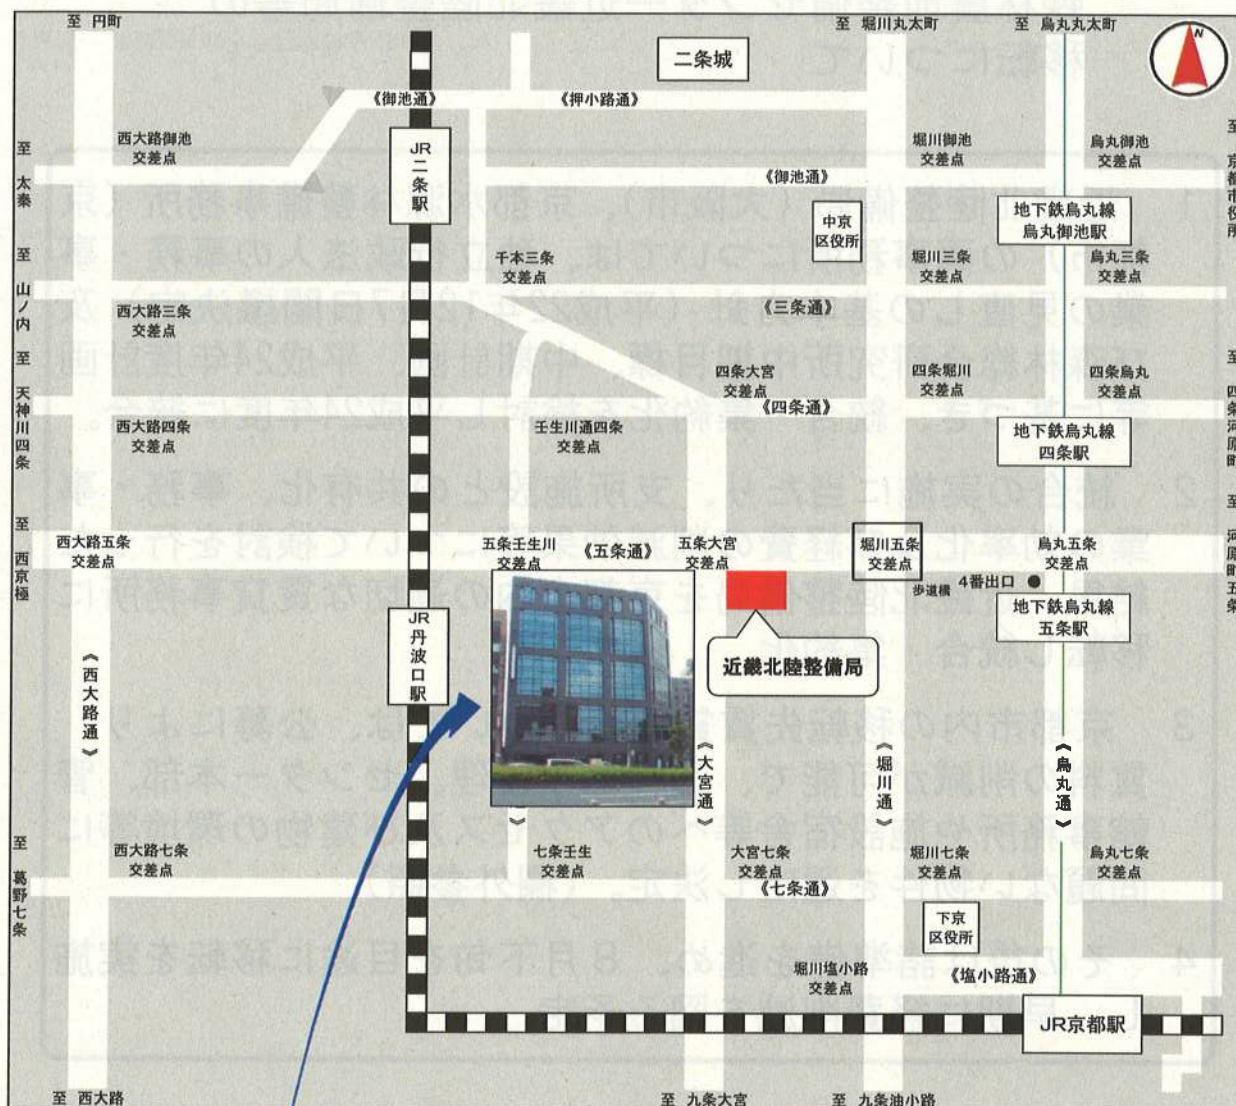 至 円町
至 堀川丸太町
至 烏丸丸太町
N
二条城
《御池通》
《押小路通》
西大路御池
交差点
JR二条駅
堀川御池
交差点
烏丸御池
交差点
至 京都市役所
至 太秦
《御池通》
中京
区役所
地下鉄烏丸線
烏丸御池駅
至 山ノ内
千本三条
交差点
堀川三条
交差点
烏丸三条
交差点
西大路三条
交差点
《三条通》
至 天神川四条
四条大宮
交差点
四条堀川
交差点
四条烏丸
交差点
至 四条河原町
《四条通》
西大路四条
交差点
壬生川通四条
交差点
地下鉄烏丸線
四条駅
至 西京極
西大路五条
交差点
五条壬生川
交差点
《五条通》
五条大宮
交差点
堀川五条
交差点
烏丸五条
交差点
至 河原町五条
歩道橋
4番出口
地下鉄烏丸線
五条駅
JR丹波口駅
近畿北陸整備局
《西大路通》
《大宮通》
《堀川通》
《烏丸通》
至 葛野七条
西大路七条
交差点
七条壬生
交差点
大宮七条
交差点
堀川七条
交差点
烏丸七条
交差点
《七条通》
下京
区役所
堀川塩小路
交差点
《塩小路通》
JR京都駅
至 西大路
至 九条大宮
至 九条油小路